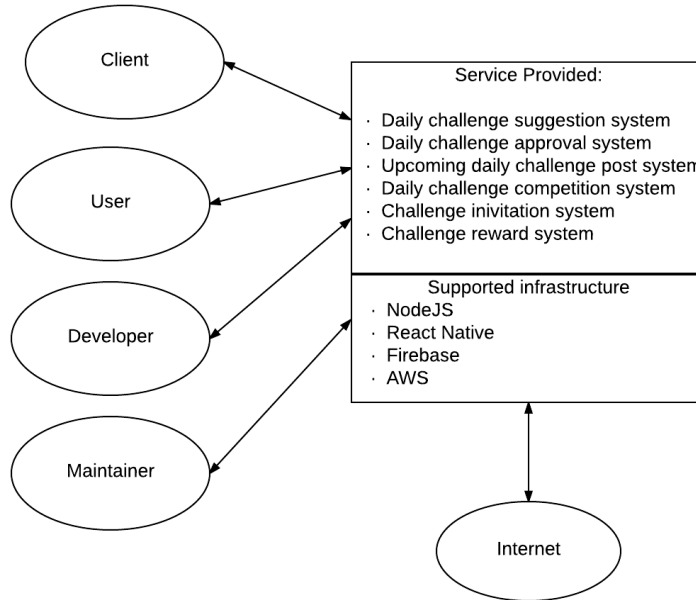 Client
User
Developer
Maintainer
Service Provided:
· Daily challenge suggestion system
· Daily challenge approval system
· Upcoming daily challenge post system
· Daily challenge competition system
· Challenge inivitation system
· Challenge reward system
Supported infrastructure
· NodeJS
· React Native
· Firebase
· AWS
Internet